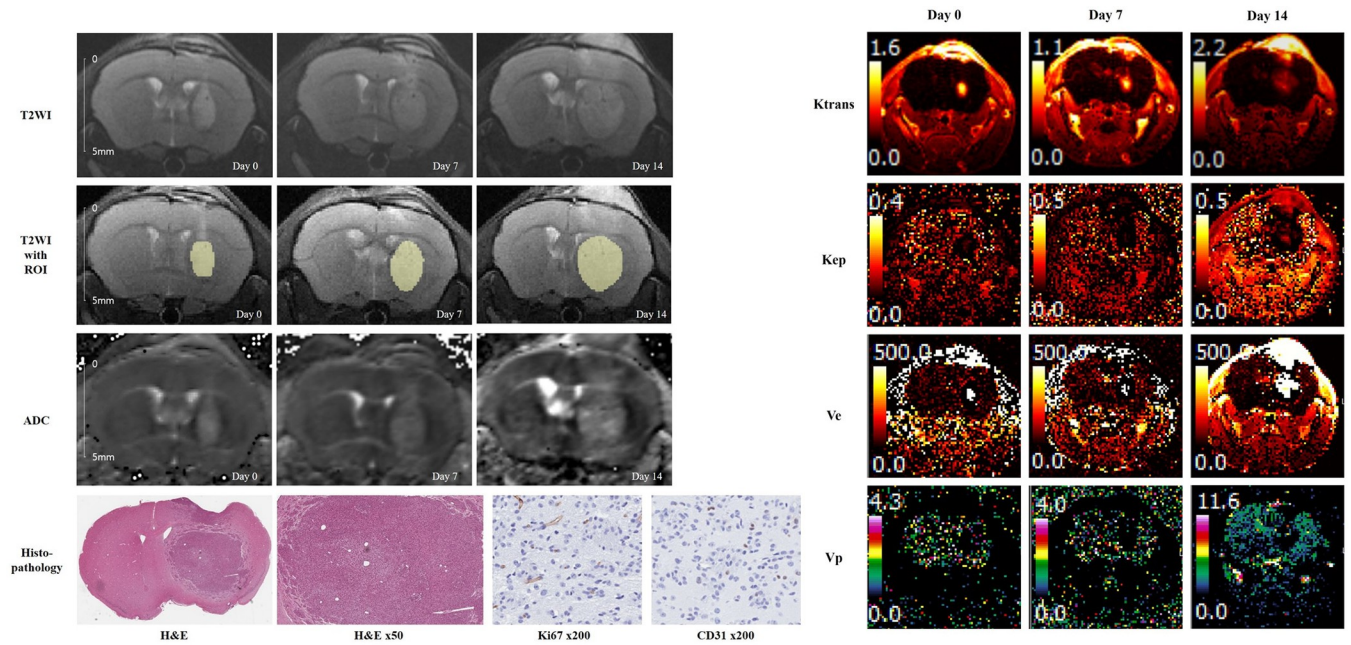 Day 0
Day 7
Day 14
T2WI
0
5mm
Day 0
Day 7
Day 14
T2WI
with
ROI
0
5mm
Day 0
Day 7
Day 14
ADC
0
5mm
Day 0
Day 7
Day 14
Histo-
pathology
H&E
H&E x50
Ki67 x200
CD31 x200
Ktrans
1.6
0.0
1.1
0.0
2.2
0.0
Kep
0.4
0.0
0.5
0.0
0.5
0.0
Ve
500.0
0.0
500.0
0.0
500.0
0.0
Vp
4.3
0.0
4.0
0.0
11.6
0.0